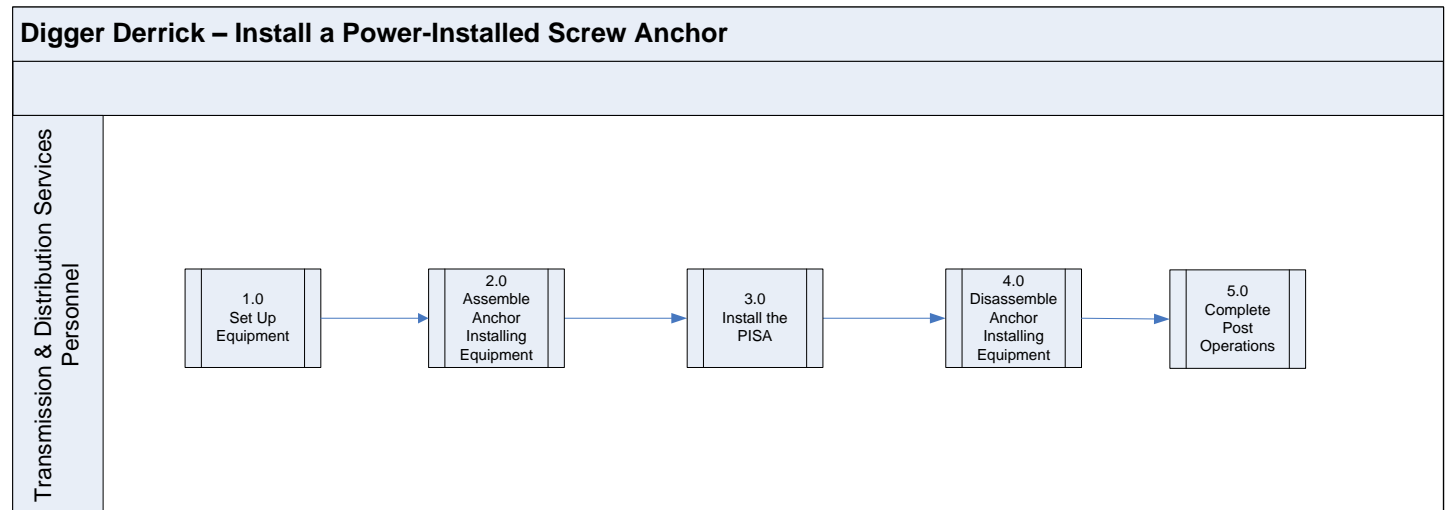 Digger Derrick – Install a Power-Installed Screw Anchor
Transmission & Distribution Services
Personnel
1.0
Set Up
Equipment
2.0
Assemble
Anchor
Installing
Equipment
3.0
Install the
PISA
4.0
Disassemble
Anchor
Installing
Equipment
5.0
Complete
Post
Operations